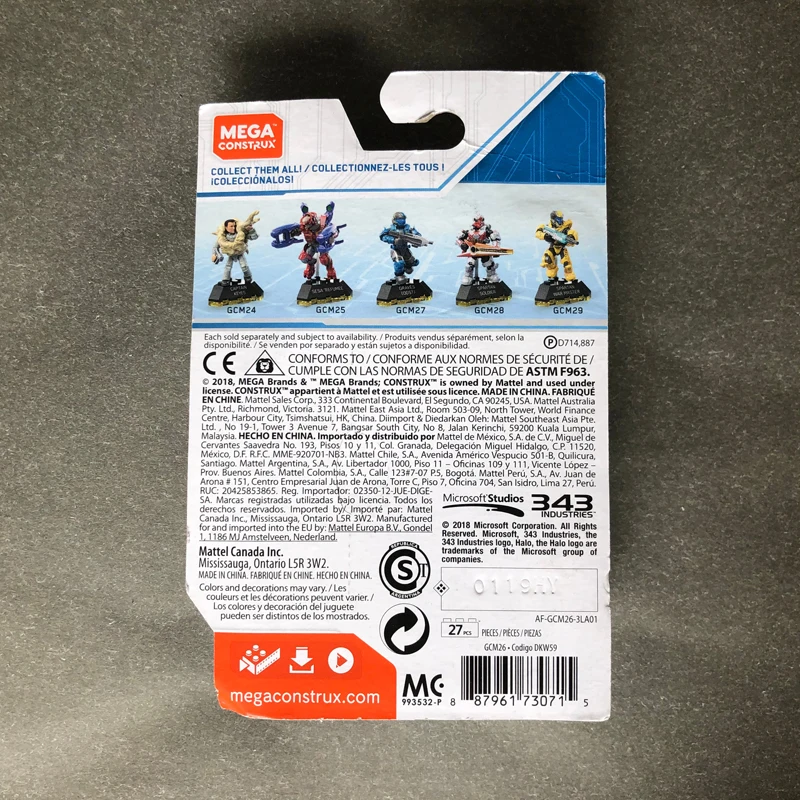 MEGA™
CONSTRUX™
COLLECT THEM ALL! / COLLECTIONNEZ-LES TOUS !
¡COLECCIÓNALOS!
CAPTAIN
KEYES
SPARTAN
SOLDIER
SPARTAN
GCM24 GCM25 GCM27 GCM28 GCM29
Each sold separately and subject to availability. / Produits vendus séparément, selon la
disponibilité. / Se venden por separado y están sujetos a disponibilidad.
Ⓟ D714,887
CE CONFORMS TO / CONFORME AUX NORMES DE SÉCURITÉ DE /
CUMPLE CON LAS NORMAS DE SEGURIDAD DE ASTM F963.
© 2018, MEGA Brands & ™ MEGA Brands; CONSTRUX™ is owned by Mattel and used under
license. CONSTRUX™ appartient à Mattel et est utilisée sous licence. MADE IN CHINA. FABRIQUÉ
EN CHINE. Mattel Sales Corp., 333 Continental Boulevard, El Segundo, CA 90245, USA. Mattel Australia
Pty. Ltd., Richmond, Victoria. 3121. Mattel East Asia Ltd., Room 503-09, North Tower, World Finance
Centre, Harbour City, Tsimshatsui, HK, China. Diimport & Diedarkan Oleh: Mattel Southeast Asia Pte.
Ltd. , No 19-1, Tower 3 Avenue 7, Bangsar South City, No 8, Jalan Kerinchi, 59200 Kuala Lumpur,
Malaysia. HECHO EN CHINA. Importado y distribuido por Mattel de México, S.A. de C.V., Miguel de
Cervantes Saavedra No. 193, Pisos 10 y 11, Col. Granada, Delegación Miguel Hidalgo, C.P. 11520,
México, D.F. R.F.C. MME-920701-NB3. Mattel Chile, S.A., Avenida Américo Vespucio 501-B, Quilicura,
Santiago. Mattel Argentina, S.A., Av. Libertador 1000, Piso 11 – Oficinas 109 y 111, Vicente López –
Prov. Buenos Aires. Mattel Colombia, S.A., Calle 123#7-07 P.5, Bogotá. Mattel Perú, S.A., Av. Juan de
Arona # 151, Centro Empresarial Juan de Arona, Torre C, Piso 7, Oficina 704, San Isidro, Lima 27, Perú.
RUC: 20425853865. Reg. Importador: 02350-12-JUE-DIGE-
SA. Marcas registradas utilizadas bajo licencia. Todos los
derechos reservados. Imported by/ Importé par: Mattel
Canada Inc., Mississauga, Ontario L5R 3W2. Manufactured
for and imported into the EU by: Mattel Europa B.V., Gondel
1, 1186 MJ Amstelveen, Nederland.
Microsoft Studios
343
INDUSTRIES™
© 2018 Microsoft Corporation. All Rights
Reserved. Microsoft, 343 Industries, the
343 Industries logo, Halo, the Halo logo are
trademarks of the Microsoft group of
companies.
Mattel Canada Inc.
Mississauga, Ontario L5R 3W2.
MADE IN CHINA. FABRIQUÉ EN CHINE. HECHO EN CHINA.
Colors and decorations may vary. / Les
couleurs et les décorations peuvent varier. /
Los colores y decoración del juguete
pueden ser distintos de los mostrados.
REPUBLICA
S T
ARGENTINA
0119HY
AF-GCM26-3LA01
27 PCS PIECES / PIÈCES / PIEZAS
GCM26 • Codigo DKW59
megaconstrux.com
MC
993532-P
8 87961 73071 5